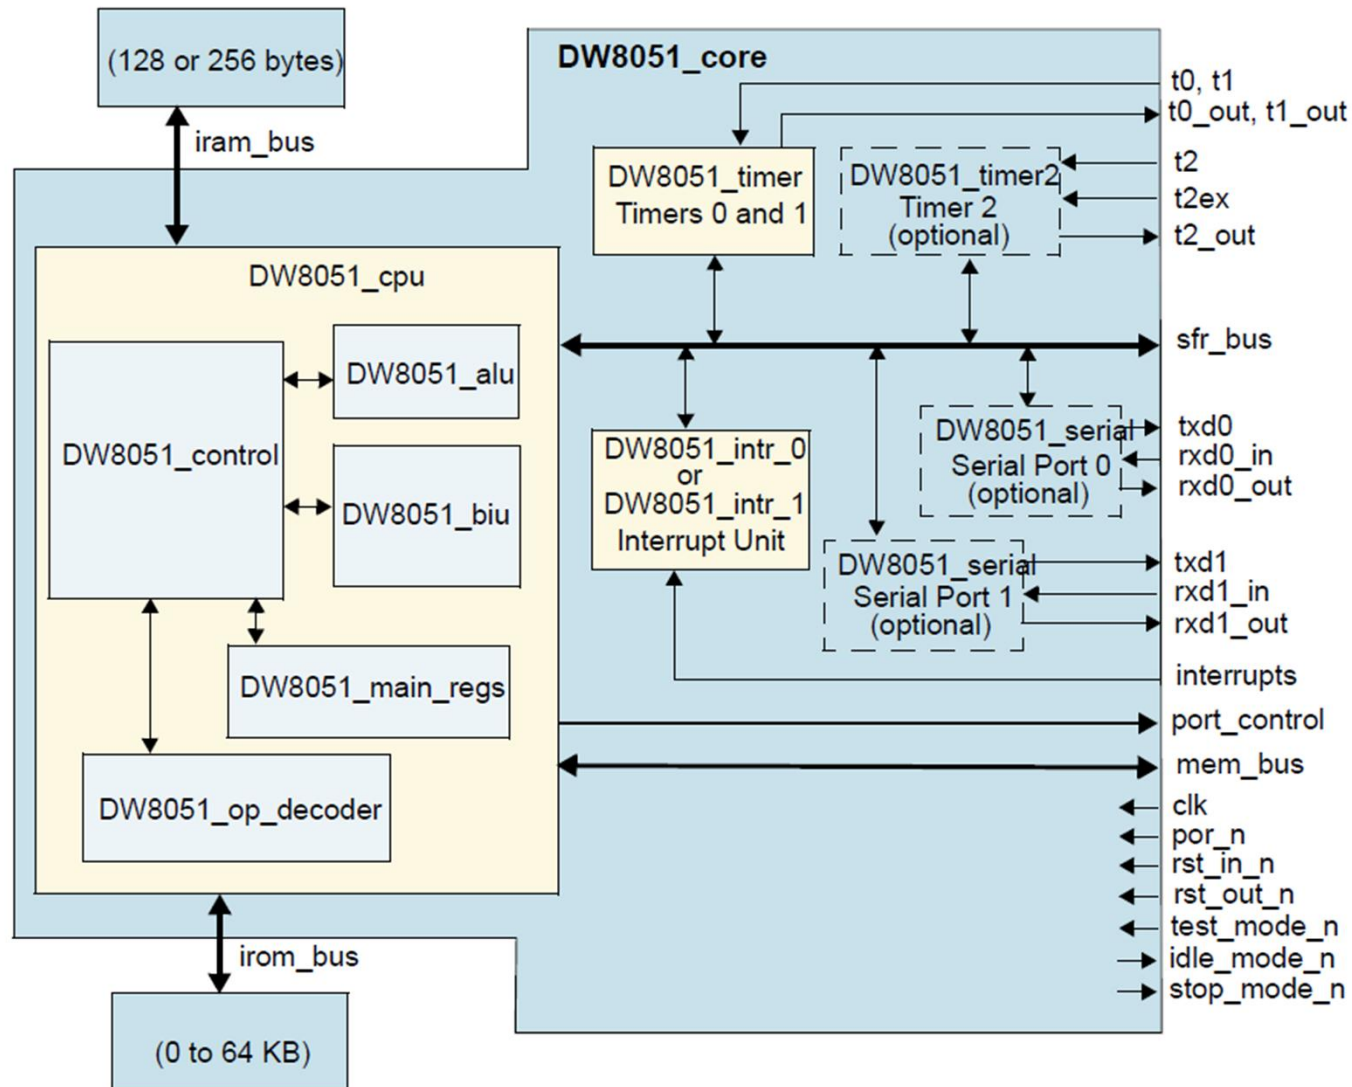 (128 or 256 bytes)
iram_bus
DW8051_core
t0, t1
t0_out, t1_out
DW8051_timer
Timers 0 and 1
DW8051_timer2
Timer 2
(optional)
t2
t2ex
t2_out
DW8051_cpu
DW8051_control
DW8051_alu
DW8051_biu
DW8051_main_regs
DW8051_op_decoder
sfr_bus
DW8051_intr_0
or
DW8051_intr_1
Interrupt Unit
DW8051_serial
Serial Port 0
(optional)
txd0
rxd0_in
rxd0_out
DW8051_serial
Serial Port 1
(optional)
txd1
rxd1_in
rxd1_out
interrupts
port_control
mem_bus
clk
por_n
rst_in_n
rst_out_n
test_mode_n
idle_mode_n
stop_mode_n
irom_bus
(0 to 64 KB)